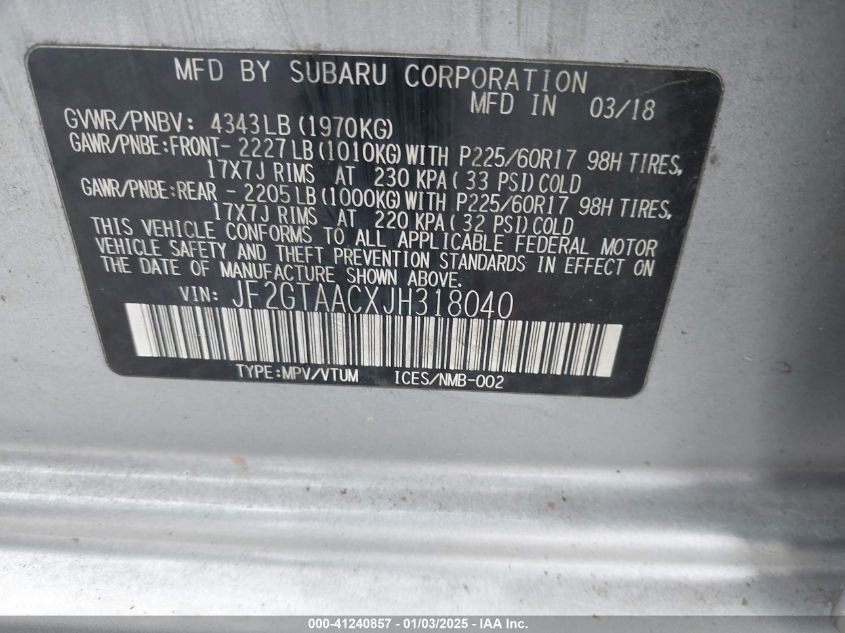 MFD BY SUBARU CORPORATION
MFD IN 03/18
GVWR/PNBV: 4343LB(1970KG)
GAWR/PNBE:FRONT-2227LB(1010KG)WITH P225/60R17 98H TIRES,
17X7J RIMS AT 230 KPA(33 PSI)COLD
GAWR/PNBE:REAR -2205LB(1000KG)WITH P225/60R17 98H TIRES,
17X7J RIMS AT 220 KPA(32 PSI)COLD
THIS VEHICLE CONFORMS TO ALL APPLICABLE FEDERAL MOTOR
VEHICLE SAFETY AND THEFT PREVENTION STANDARDS IN EFFECT ON
THE DATE OF MANUFACTURE SHOWN ABOVE.
VIN: JF2GTAACXJH318040
TYPE:MPV/VTUM ICES/NMB-002
000-41240857 - 01/03/2025 - IAA Inc.